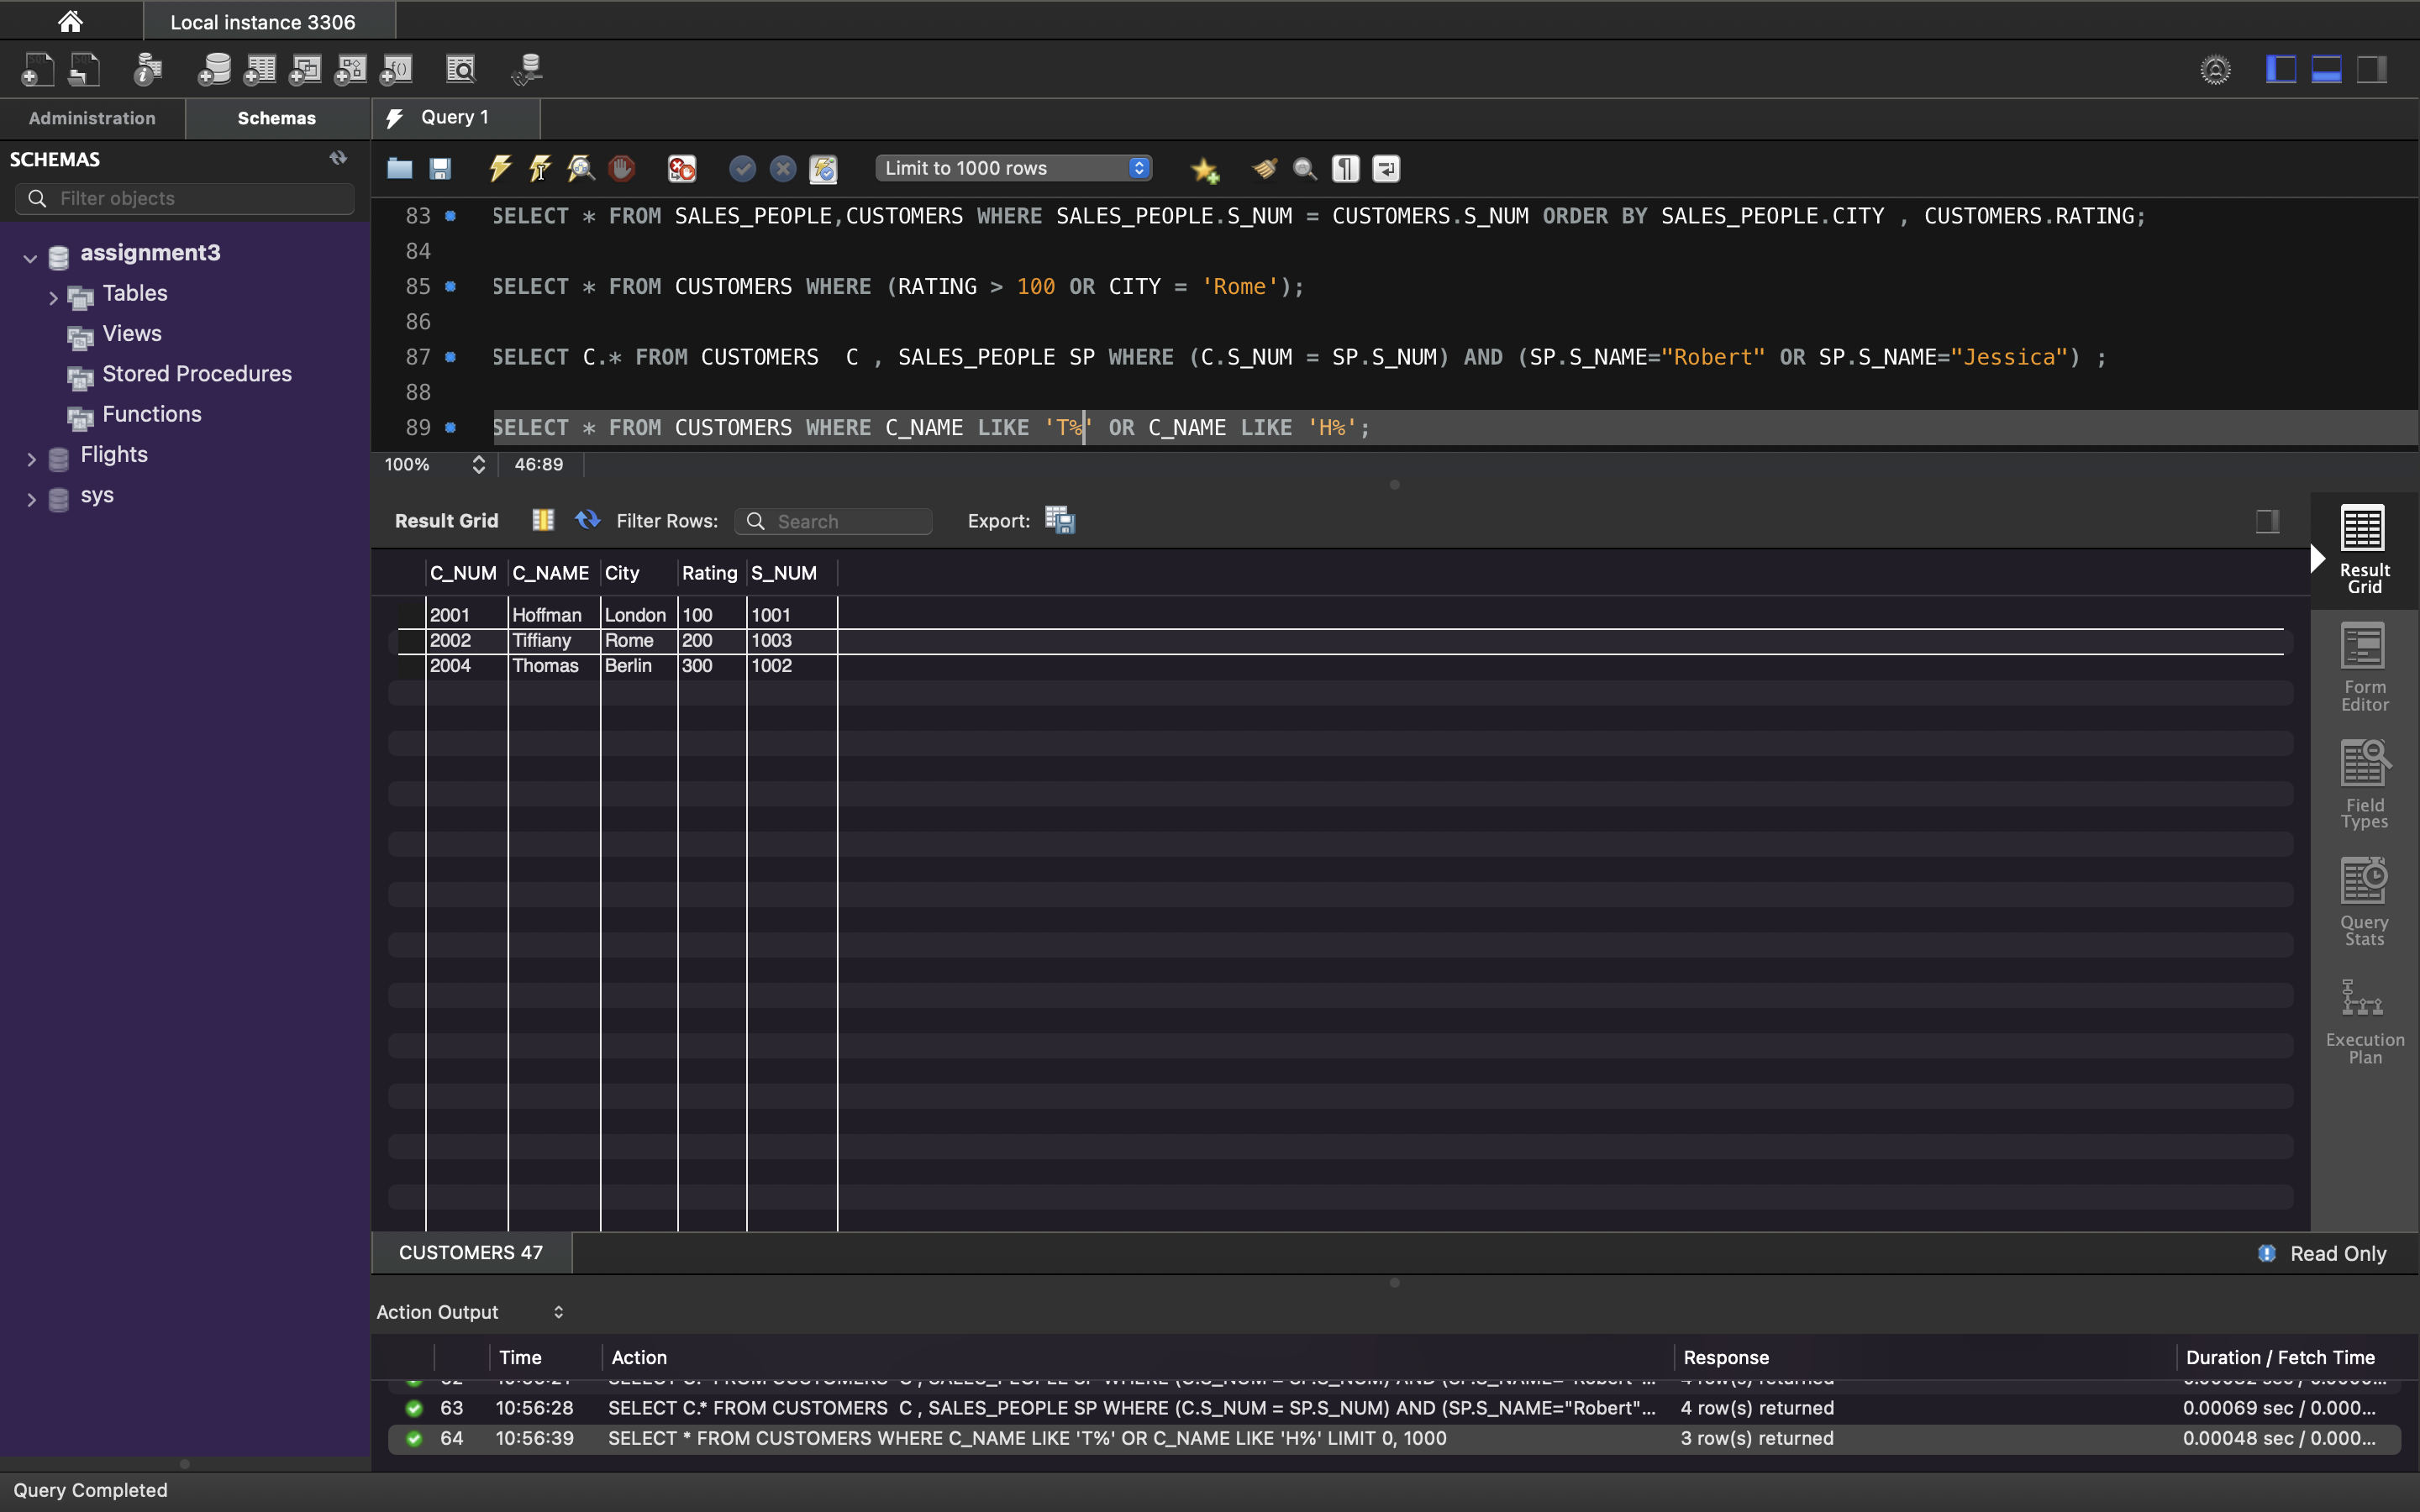 Local instance 3306
Administration
Schemas
Query 1
SCHEMAS
Filter objects
assignment3
Tables
Views
Stored Procedures
Functions
Flights
sys
Limit to 1000 rows
83 SELECT * FROM SALES_PEOPLE,CUSTOMERS WHERE SALES_PEOPLE.S_NUM = CUSTOMERS.S_NUM ORDER BY SALES_PEOPLE.CITY , CUSTOMERS.RATING;
84
85 SELECT * FROM CUSTOMERS WHERE (RATING > 100 OR CITY = 'Rome');
86
87 SELECT C.* FROM CUSTOMERS  C , SALES_PEOPLE SP WHERE (C.S_NUM = SP.S_NUM) AND (SP.S_NAME="Robert" OR SP.S_NAME="Jessica") ;
88
89 SELECT * FROM CUSTOMERS WHERE C_NAME LIKE 'T%' OR C_NAME LIKE 'H%';
100% 46:89
Result Grid Filter Rows: Search Export:
C_NUM C_NAME City Rating S_NUM
2001 Hoffman London 100 1001
2002 Tiffiany Rome 200 1003
2004 Thomas Berlin 300 1002
Result
Grid
Form
Editor
Field
Types
Query
Stats
Execution
Plan
CUSTOMERS 47
Read Only
Action Output
Time Action Response Duration / Fetch Time
63 10:56:28 SELECT C.* FROM CUSTOMERS  C , SALES_PEOPLE SP WHERE (C.S_NUM = SP.S_NUM) AND (SP.S_NAME="Robert"... 4 row(s) returned 0.00069 sec / 0.000...
64 10:56:39 SELECT * FROM CUSTOMERS WHERE C_NAME LIKE 'T%' OR C_NAME LIKE 'H%' LIMIT 0, 1000 3 row(s) returned 0.00048 sec / 0.000...
Query Completed